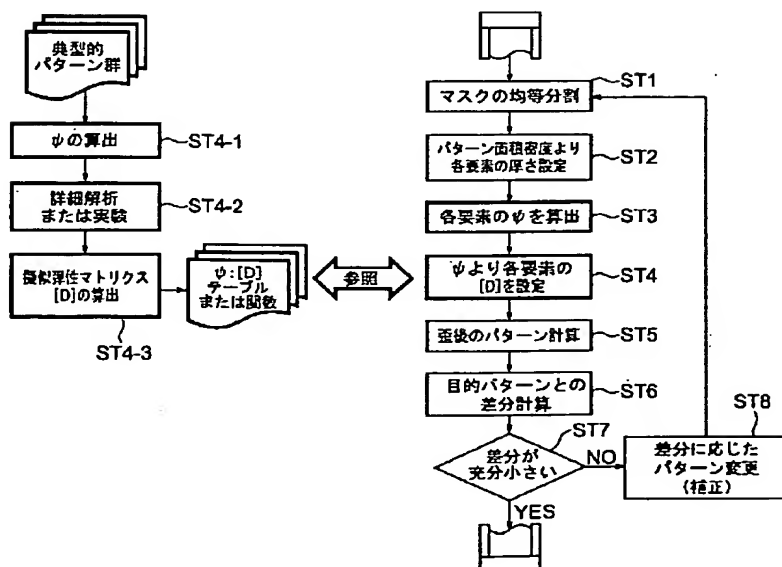 典型的
パターン群
ψの算出
ST4-1
詳細解析
または実験
ST4-2
擬似弾性マトリクス
[D]の算出
ST4-3
ψ:[D]
テーブル
または関数
参照
マスクの均等分割
ST1
パターン面積密度より
各要素の厚さ設定
ST2
各要素のψを算出
ST3
ψより各要素の
[D]を設定
ST4
歪後のパターン計算
ST5
目的パターンとの
差分計算
ST6
差分が
充分小さい
ST7
NO
YES
差分に応じた
パターン変更
(補正)
ST8